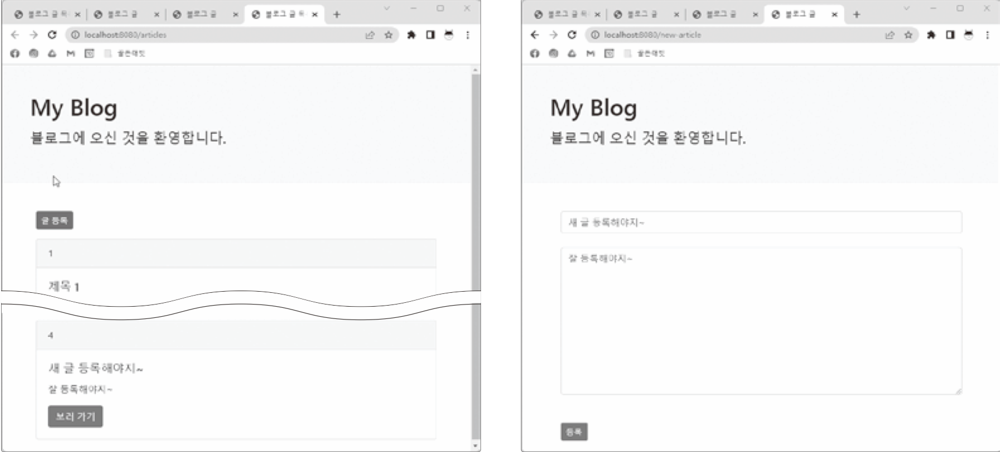 블로그 글 목
블로그 글
블로그 글
블로그 글 목
localhost:8080/articles
My Blog
블로그에 오신 것을 환영합니다.
글 등록
1
제목 1
4
새 글 등록해야지~
잘 등록해야지~
보러 가기
블로그 글 목
블로그 글
블로그 글
블로그 글
localhost:8080/new-article
My Blog
블로그에 오신 것을 환영합니다.
새 글 등록해야지~
잘 등록해야지~
등록